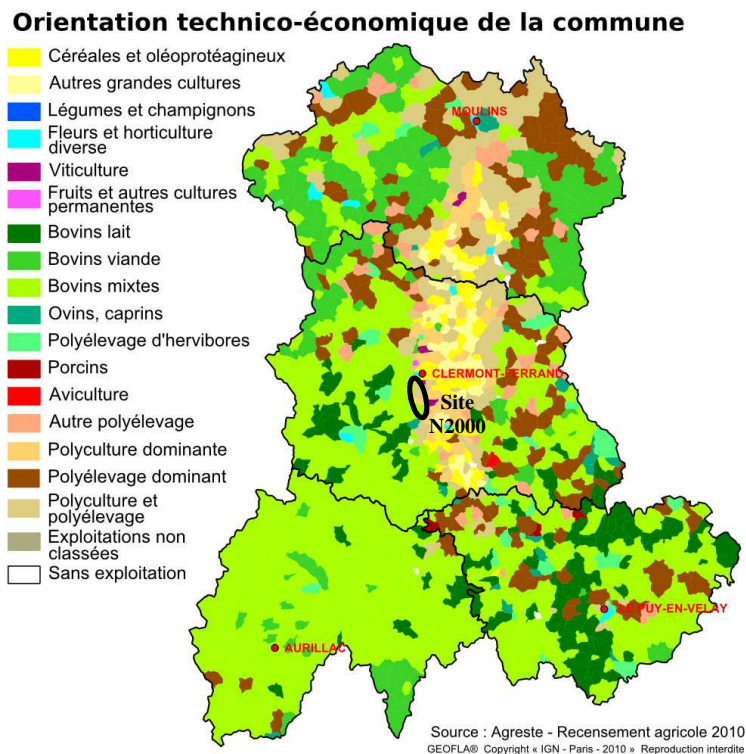 Orientation technico-économique de la commune
Céréales et oléoprotéagineux
Autres grandes cultures
Légumes et champignons
Fleurs et horticulture
diverse
Viticulture
Fruits et autres cultures
permanentes
Bovins lait
Bovins viande
Bovins mixtes
Ovins, caprins
Polyélevage d'hervibores
Porcins
Aviculture
Autre polyélevage
Polyculture dominante
Polyélevage dominant
Polyculture et
polyélevage
Exploitations non
classées
Sans exploitation
MOULINS
CLERMONT-FERRAND
Site
N2000
LE PUY-EN-VELAY
AURILLAC
Source : Agreste - Recensement agricole 2010
GEOFLA® Copyright « IGN - Paris - 2010 » Reproduction interdite